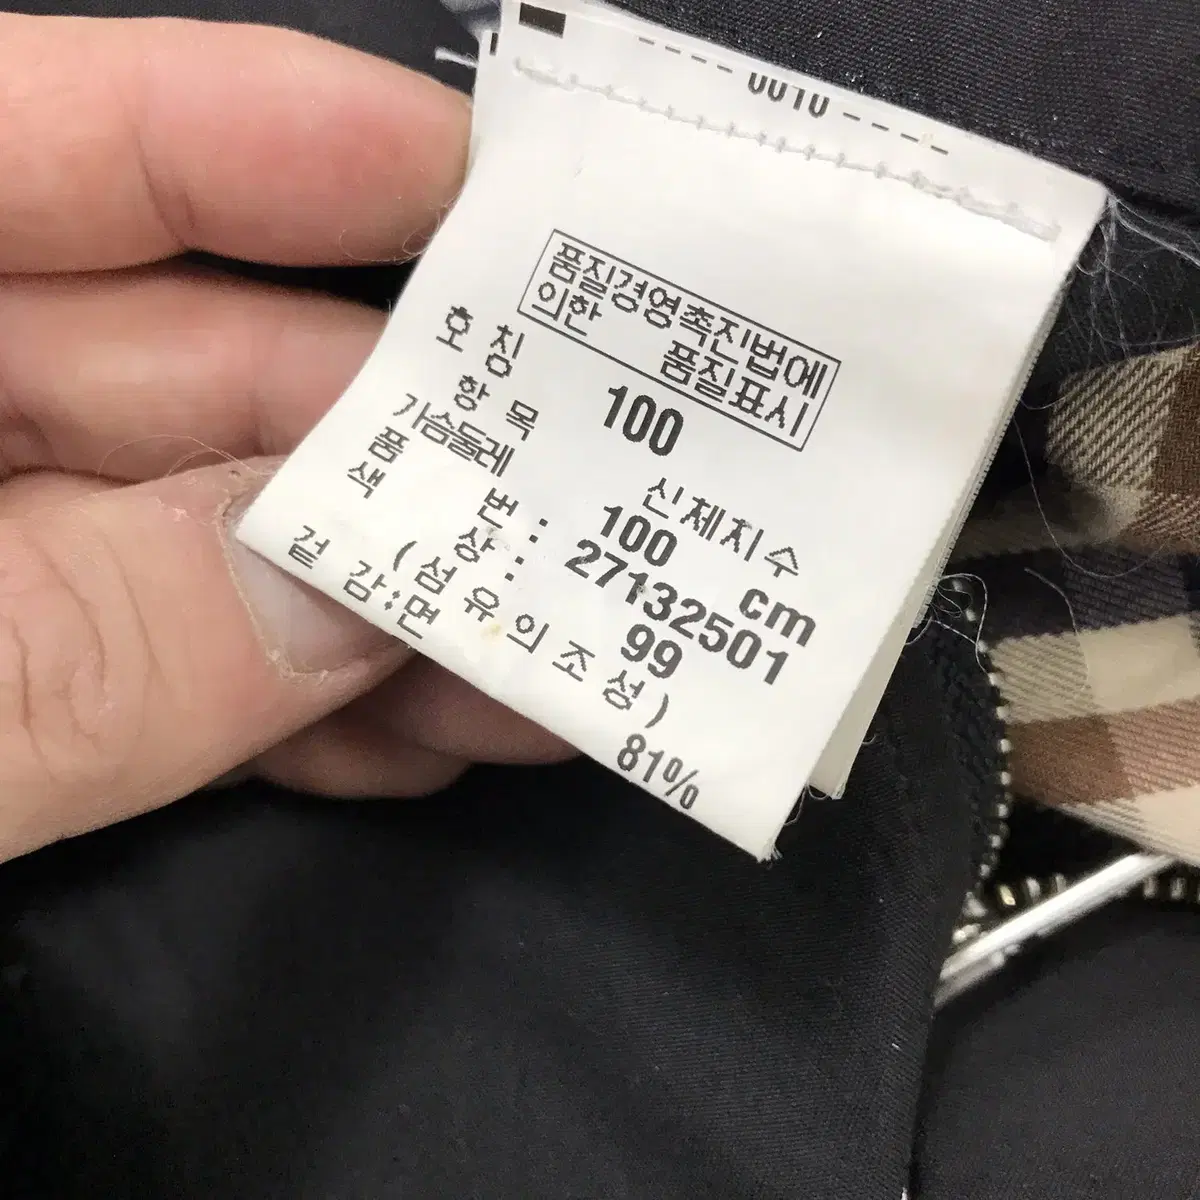 ---- 0010 ----
품질경영촉진법에
의한 품질표시
호 칭 100
항 목 신체치수
가슴둘레 100 cm
품 번 : 27132501
색 상 : 99
(섬유의조성)
겉 감:면 81%